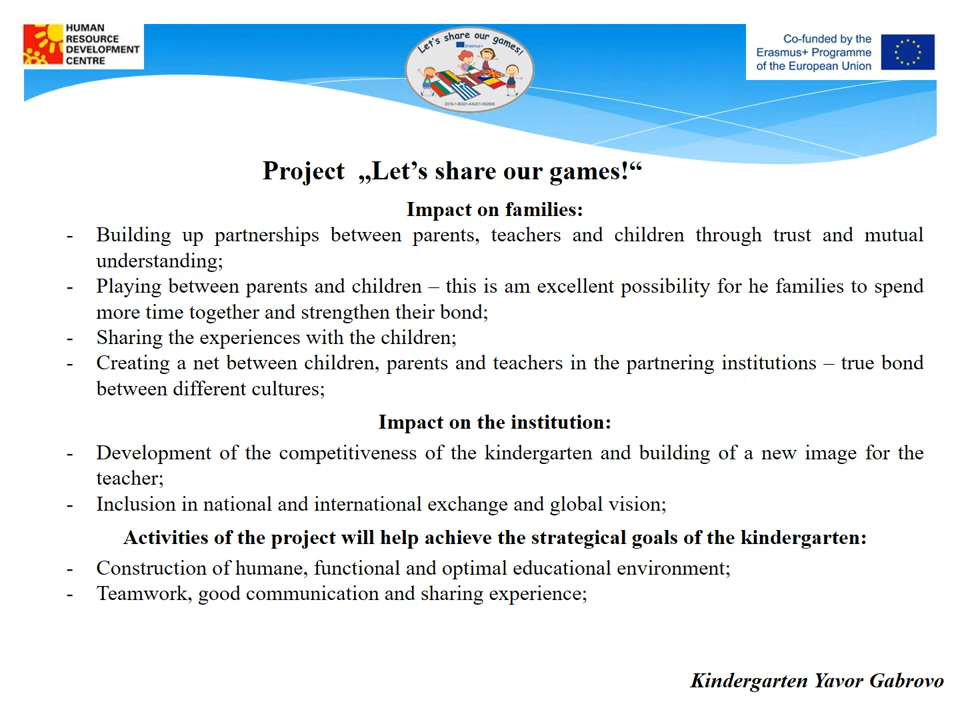 HUMAN
RESOURCE
DEVELOPMENT
CENTRE
Let's share our games!
Erasmus+
Co-funded by the
Erasmus+ Programme
of the European Union
Project „Let’s share our games!“
Impact on families:
- Building up partnerships between parents, teachers and children through trust and mutual
understanding;
- Playing between parents and children – this is am excellent possibility for he families to spend
more time together and strengthen their bond;
- Sharing the experiences with the children;
- Creating a net between children, parents and teachers in the partnering institutions – true bond
between different cultures;
Impact on the institution:
- Development of the competitiveness of the kindergarten and building of a new image for the
teacher;
- Inclusion in national and international exchange and global vision;
Activities of the project will help achieve the strategical goals of the kindergarten:
- Construction of humane, functional and optimal educational environment;
- Teamwork, good communication and sharing experience;
Kindergarten Yavor Gabrovo